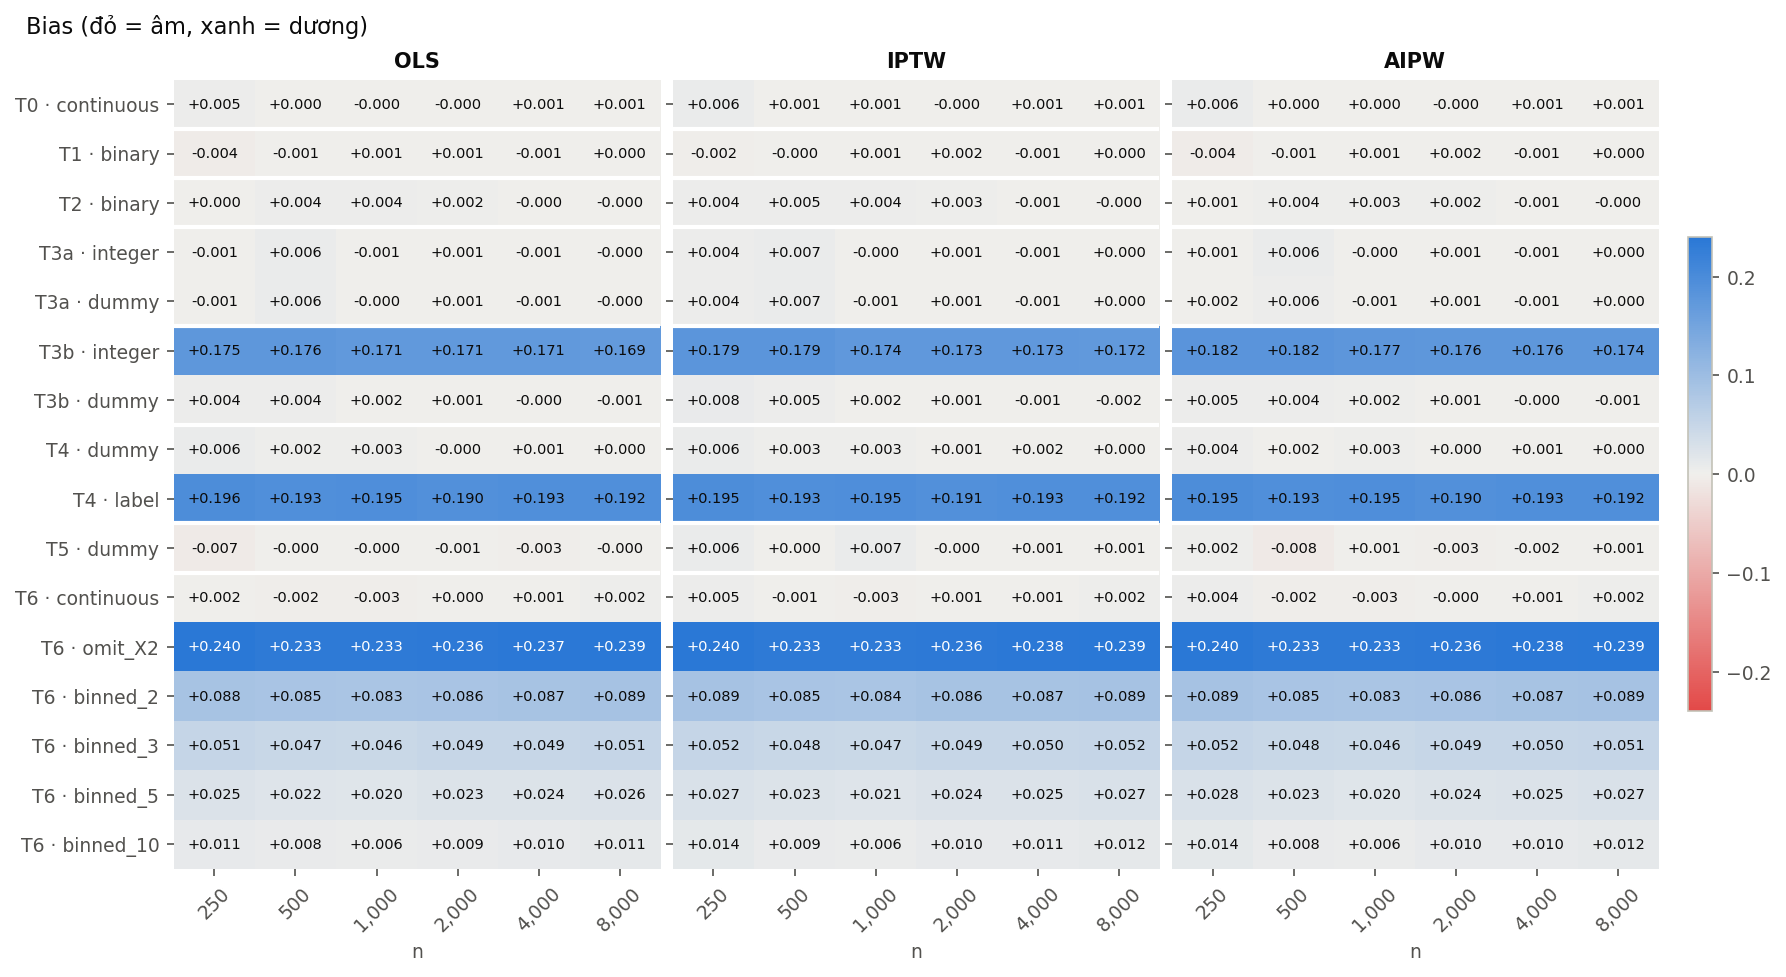 Bias (đỏ = âm, xanh = dương)
OLS IPTW AIPW
T0 · continuous +0.005 +0.000 -0.000 -0.000 +0.001 +0.001 +0.006 +0.001 +0.001 -0.000 +0.001 +0.001 +0.006 +0.000 +0.000 -0.000 +0.001 +0.001
T1 · binary -0.004 -0.001 +0.001 +0.001 -0.001 +0.000 -0.002 -0.000 +0.001 +0.002 -0.001 +0.000 -0.004 -0.001 +0.001 +0.002 -0.001 +0.000
T2 · binary +0.000 +0.004 +0.004 +0.002 -0.000 -0.000 +0.004 +0.005 +0.004 +0.003 -0.001 -0.000 +0.001 +0.004 +0.003 +0.002 -0.001 -0.000
T3a · integer -0.001 +0.006 -0.001 +0.001 -0.001 -0.000 +0.004 +0.007 -0.000 +0.001 -0.001 +0.000 +0.001 +0.006 -0.000 +0.001 -0.001 +0.000
T3a · dummy -0.001 +0.006 -0.000 +0.001 -0.001 -0.000 +0.004 +0.007 -0.001 +0.001 -0.001 +0.000 +0.002 +0.006 -0.001 +0.001 -0.001 +0.000
T3b · integer +0.175 +0.176 +0.171 +0.171 +0.171 +0.169 +0.179 +0.179 +0.174 +0.173 +0.173 +0.172 +0.182 +0.182 +0.177 +0.176 +0.176 +0.174
T3b · dummy +0.004 +0.004 +0.002 +0.001 -0.000 -0.001 +0.008 +0.005 +0.002 +0.001 -0.001 -0.002 +0.005 +0.004 +0.002 +0.001 -0.000 -0.001
T4 · dummy +0.006 +0.002 +0.003 -0.000 +0.001 +0.000 +0.006 +0.003 +0.003 +0.001 +0.002 +0.000 +0.004 +0.002 +0.003 +0.000 +0.001 +0.000
T4 · label +0.196 +0.193 +0.195 +0.190 +0.193 +0.192 +0.195 +0.193 +0.195 +0.191 +0.193 +0.192 +0.195 +0.193 +0.195 +0.190 +0.193 +0.192
T5 · dummy -0.007 -0.000 -0.000 -0.001 -0.003 -0.000 +0.006 +0.000 +0.007 -0.000 +0.001 +0.001 +0.002 -0.008 +0.001 -0.003 -0.002 +0.001
T6 · continuous +0.002 -0.002 -0.003 +0.000 +0.001 +0.002 +0.005 -0.001 -0.003 +0.001 +0.001 +0.002 +0.004 -0.002 -0.003 -0.000 +0.001 +0.002
T6 · omit_X2 +0.240 +0.233 +0.233 +0.236 +0.237 +0.239 +0.240 +0.233 +0.233 +0.236 +0.238 +0.239 +0.240 +0.233 +0.233 +0.236 +0.238 +0.239
T6 · binned_2 +0.088 +0.085 +0.083 +0.086 +0.087 +0.089 +0.089 +0.085 +0.084 +0.086 +0.087 +0.089 +0.089 +0.085 +0.083 +0.086 +0.087 +0.089
T6 · binned_3 +0.051 +0.047 +0.046 +0.049 +0.049 +0.051 +0.052 +0.048 +0.047 +0.049 +0.050 +0.052 +0.052 +0.048 +0.046 +0.049 +0.050 +0.051
T6 · binned_5 +0.025 +0.022 +0.020 +0.023 +0.024 +0.026 +0.027 +0.023 +0.021 +0.024 +0.025 +0.027 +0.028 +0.023 +0.020 +0.024 +0.025 +0.027
T6 · binned_10 +0.011 +0.008 +0.006 +0.009 +0.010 +0.011 +0.014 +0.009 +0.006 +0.010 +0.011 +0.012 +0.014 +0.008 +0.006 +0.010 +0.010 +0.012
250 500 1,000 2,000 4,000 8,000 250 500 1,000 2,000 4,000 8,000 250 500 1,000 2,000 4,000 8,000
n n n
0.2
0.1
0.0
−0.1
−0.2